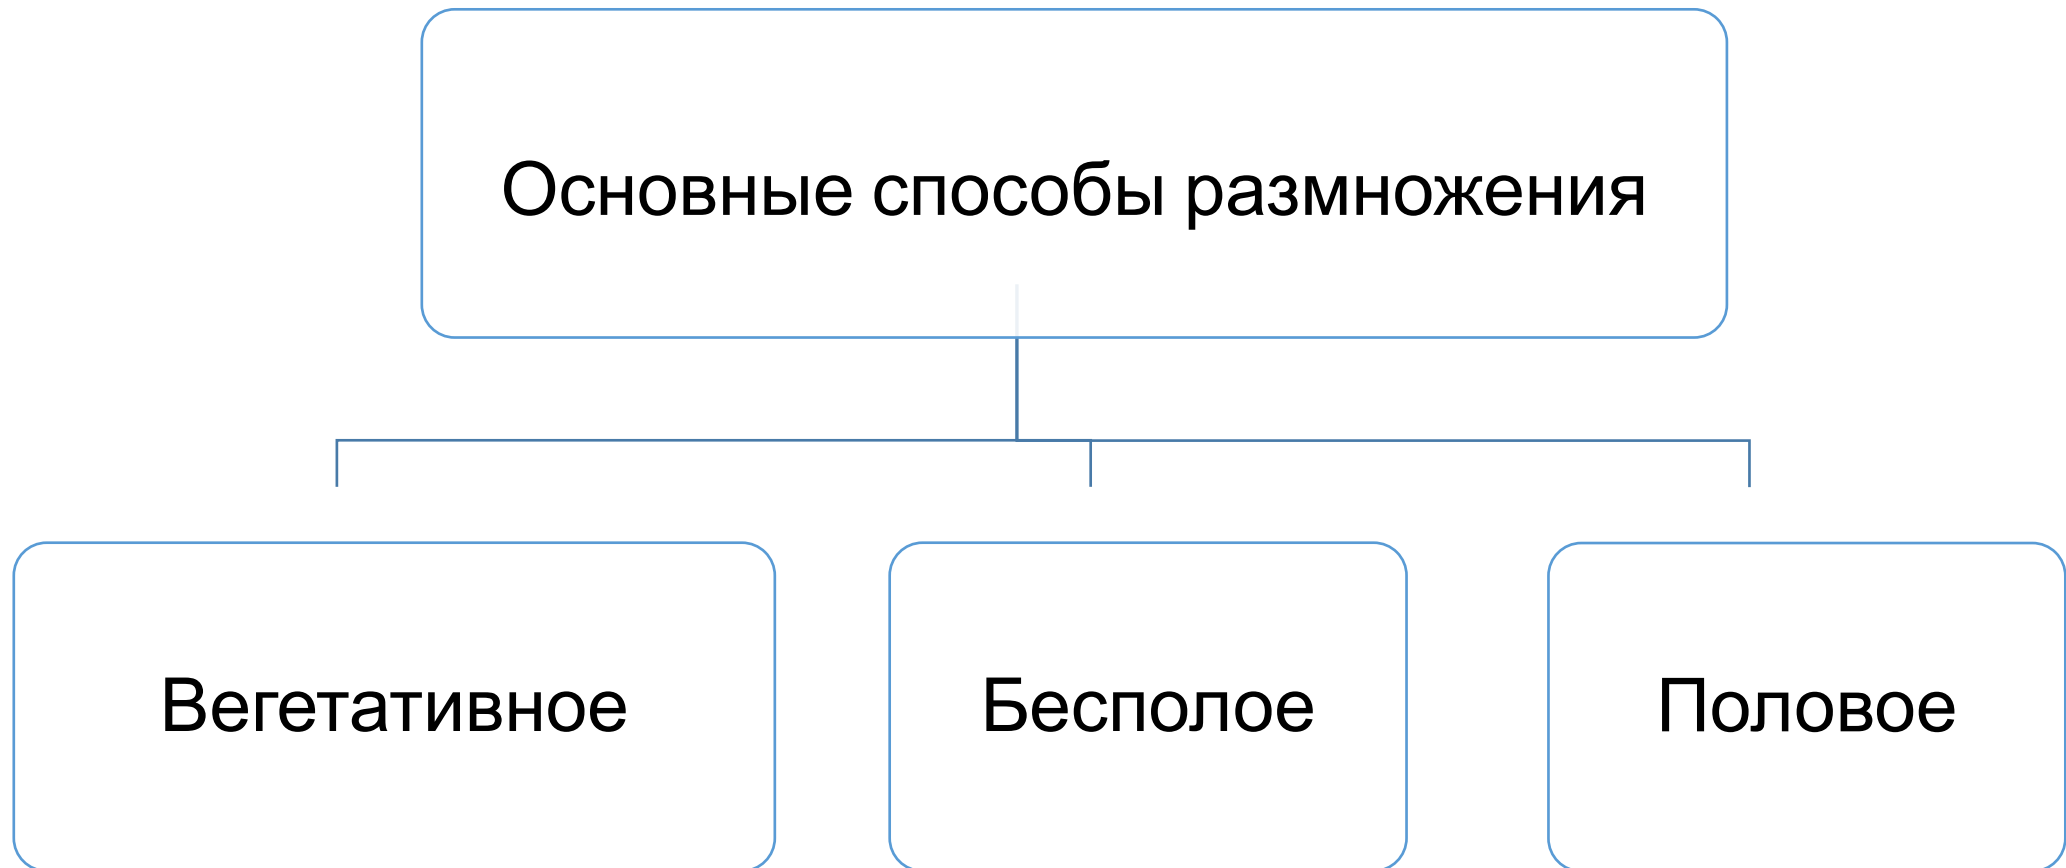 Основные способы размножения
Вегетативное
Бесполое
Половое